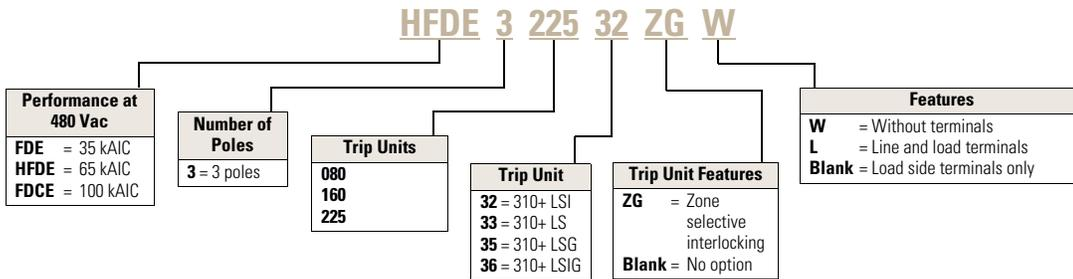 HFDE 3 225 32 ZG W
Performance at
480 Vac
FDE = 35 kAIC
HFDE = 65 kAIC
FDCE = 100 kAIC
Number of
Poles
3 = 3 poles
Trip Units
080
160
225
Trip Unit
32 = 310+ LSI
33 = 310+ LS
35 = 310+ LSG
36 = 310+ LSIG
Trip Unit Features
ZG = Zone
selective
interlocking
Blank = No option
Features
W = Without terminals
L = Line and load terminals
Blank = Load side terminals only